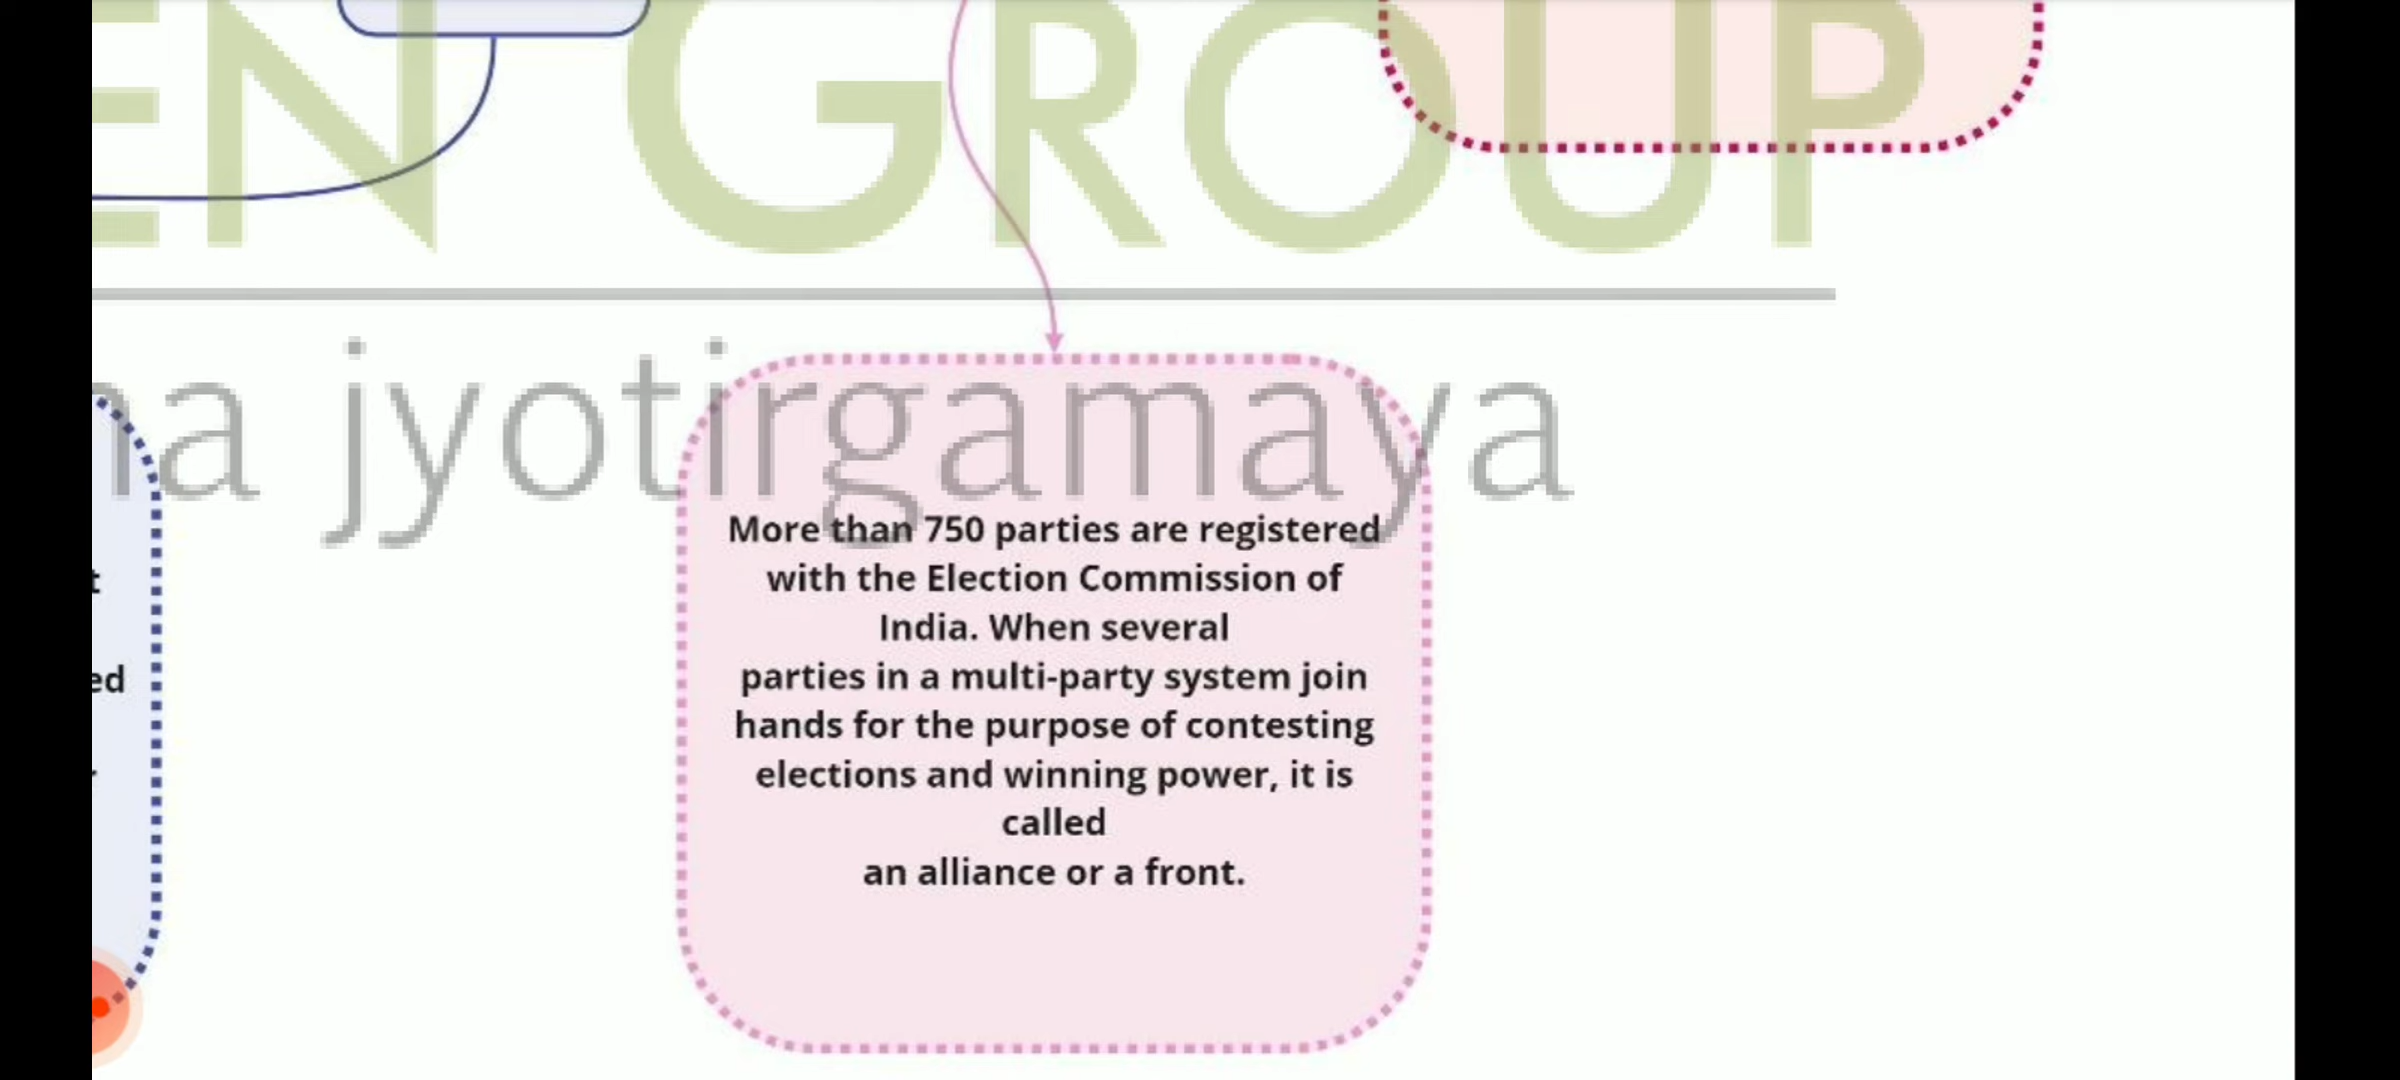 EN GROUP
na jyotirgamaya
t
ed
More than 750 parties are registered
with the Election Commission of
India. When several
parties in a multi-party system join
hands for the purpose of contesting
elections and winning power, it is
called
an alliance or a front.